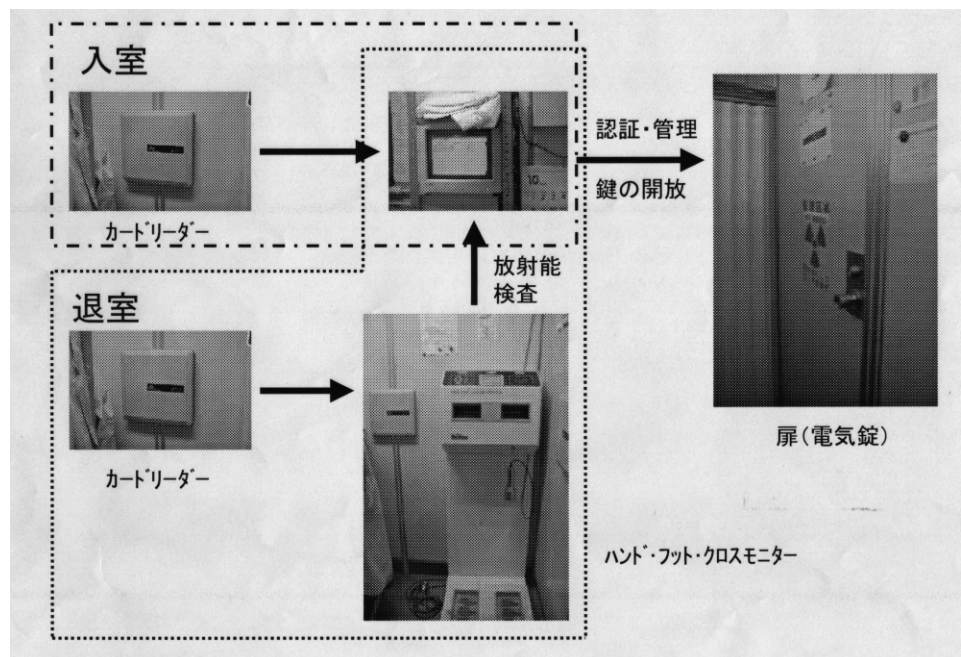 入室
カードリーダー
認証・管理
鍵の開放
放射能
検査
退室
カードリーダー
扉(電気錠)
ハンド・フット・クロスモニター
10